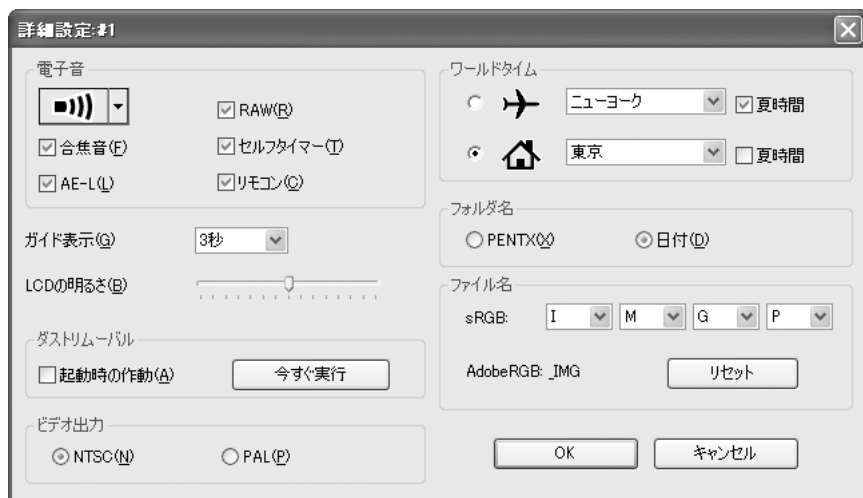 詳細設定:#1
電子音
RAW(R)
合焦音(F)
セルフタイマー(T)
AE-L(L)
リモコン(C)
ガイド表示(G)
3秒
LCDの明るさ(B)
ダストリムーバル
起動時の作動(A)
今すぐ実行
ビデオ出力
NTSC(N)
PAL(P)
ワールドタイム
ニューヨーク
夏時間
東京
夏時間
フォルダ名
PENTX(X)
日付(D)
ファイル名
sRGB: I M G P
AdobeRGB: _IMG
リセット
OK
キャンセル